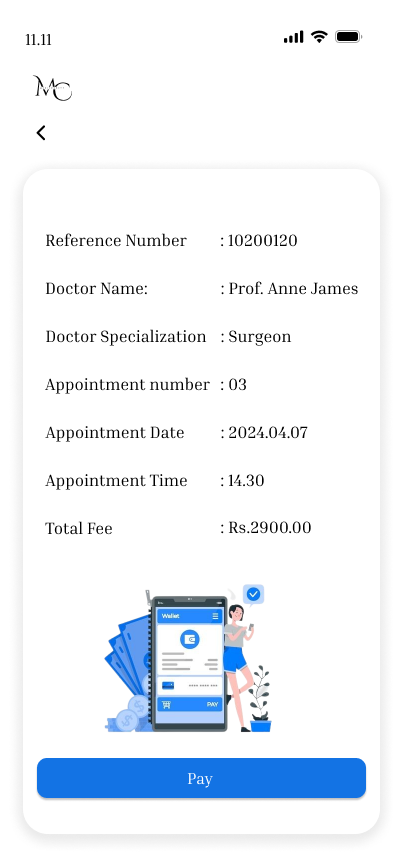 11.11
MC
Reference Number : 10200120
Doctor Name: : Prof. Anne James
Doctor Specialization : Surgeon
Appointment number : 03
Appointment Date : 2024.04.07
Appointment Time : 14.30
Total Fee : Rs.2900.00
Wallet
PAY
Pay